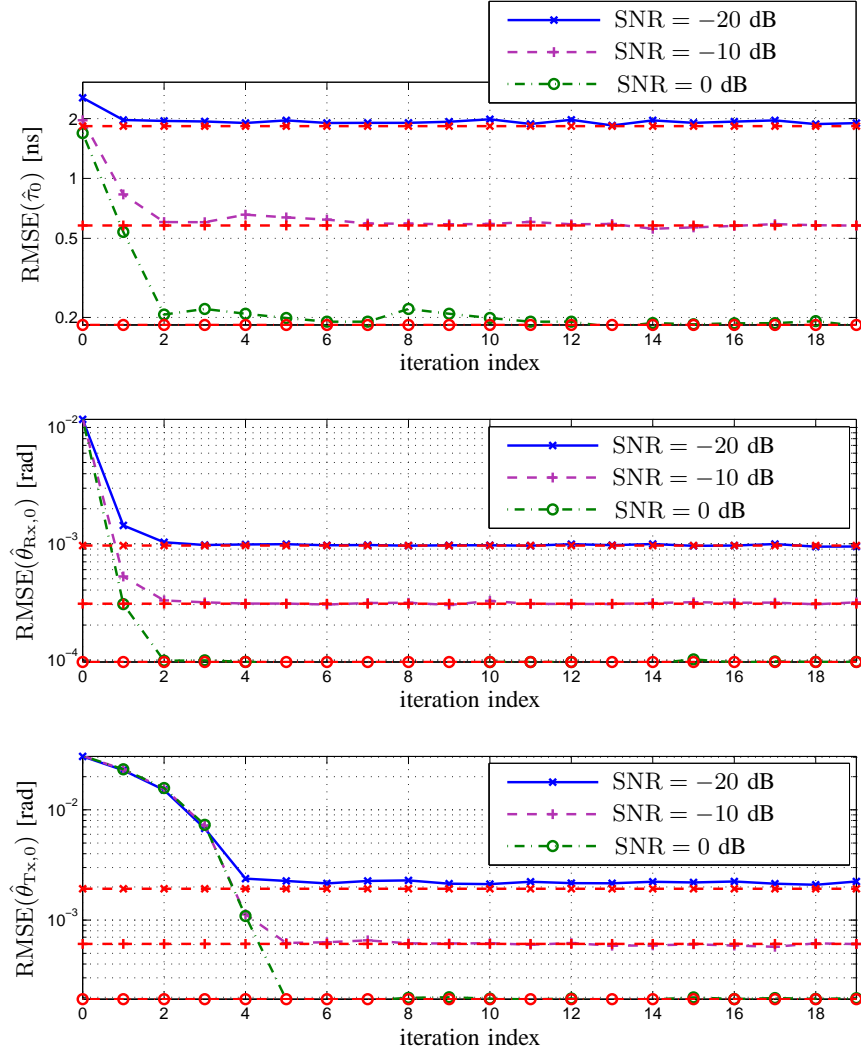 SNR = −20 dB
SNR = −10 dB
SNR = 0 dB
RMSE(τ̂₀) [ns]
2
1
0.5
0.2
0 2 4 6 8 10 12 14 16 18
iteration index
RMSE(θ̂_Rx,0) [rad]
10⁻²
10⁻³
10⁻⁴
SNR = −20 dB
SNR = −10 dB
SNR = 0 dB
0 2 4 6 8 10 12 14 16 18
iteration index
RMSE(θ̂_Tx,0) [rad]
10⁻²
10⁻³
SNR = −20 dB
SNR = −10 dB
SNR = 0 dB
0 2 4 6 8 10 12 14 16 18
iteration index